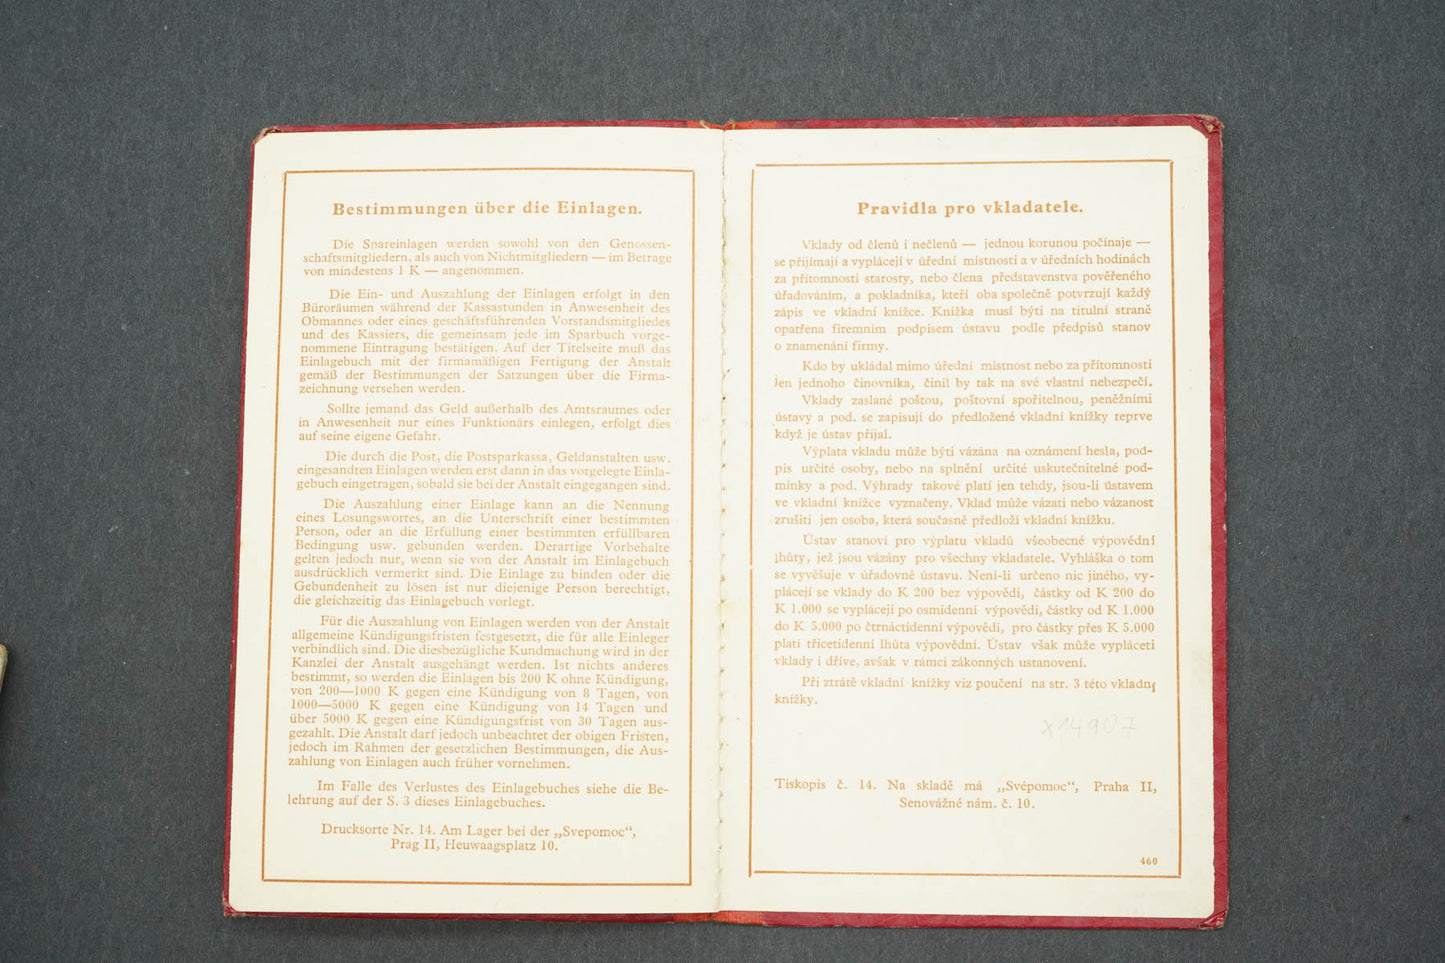 Bestimmungen über die Einlagen.
Die Spareinlagen werden sowohl von den Genossen-
schaftsmitgliedern, als auch von Nichtmitgliedern — im Betrage
von mindestens 1 K — angenommen.
Die Ein- und Auszahlung der Einlagen erfolgt in den
Büroräumen während der Kassastunden in Anwesenheit des
Obmannes oder eines geschäftsführenden Vorstandsmitgliedes
und des Kassiers, die gemeinsam jede im Sparbuch vorge-
nommene Eintragung bestätigen. Auf der Titelseite muß das
Einlagebuch mit der firmamäßigen Fertigung der Anstalt
gemäß der Bestimmungen der Satzungen über die Firma-
zeichnung versehen werden.
Sollte jemand das Geld außerhalb des Amtsraumes oder
in Anwesenheit nur eines Funktionärs einlegen, erfolgt dies
auf seine eigene Gefahr.
Die durch die Post, die Postsparkassa, Geldanstalten usw.
eingesandten Einlagen werden erst dann in das vorgelegte Einla-
gebuch eingetragen, sobald sie bei der Anstalt eingegangen sind.
Die Auszahlung einer Einlage kann an die Nennung
eines Losungswortes, an die Unterschrift einer bestimmten
Person, oder an die Erfüllung einer bestimmten erfüllbaren
Bedingung usw. gebunden werden. Derartige Vorbehalte
gelten jedoch nur, wenn sie von der Anstalt im Einlagebuch
ausdrücklich vermerkt sind. Die Einlage zu binden oder die
Gebundenheit zu lösen ist nur diejenige Person berechtigt,
die gleichzeitig das Einlagebuch vorlegt.
Für die Auszahlung von Einlagen werden von der Anstalt
allgemeine Kündigungsfristen festgesetzt, die für alle Einleger
verbindlich sind. Die diesbezügliche Kundmachung wird in der
Kanzlei der Anstalt ausgehängt werden. Ist nichts anderes
bestimmt, so werden die Einlagen bis 200 K ohne Kündigung,
von 200—1000 K gegen eine Kündigung von 8 Tagen, von
1000—5000 K gegen eine Kündigung von 14 Tagen und
über 5000 K gegen eine Kündigungsfrist von 30 Tagen aus-
gezahlt. Die Anstalt darf jedoch unbeachtet der obigen Fristen,
jedoch im Rahmen der gesetzlichen Bestimmungen, die Aus-
zahlung von Einlagen auch früher vornehmen.
Im Falle des Verlustes des Einlagebuches siehe die Be-
lehrung auf der S. 3 dieses Einlagebuches.
Drucksorte Nr. 14. Am Lager bei der „Svepomoc“,
Prag II, Heuwaagsplatz 10.
Pravidla pro vkladatele.
Vklady od členů i nečlenů — jednou korunou počínaje —
se přijímají a vyplácejí v úřední místnosti a v úředních hodinách
za přítomnosti starosty, nebo člena představenstva pověřeného
úřadováním, a pokladníka, kteří oba společně potvrzují každý
zápis ve vkladní knížce. Knížka musí býti na titulní straně
opatřena firemním podpisem ústavu podle předpisů stanov
o znamenání firmy.
Kdo by ukládal mimo úřední místnost nebo za přítomnosti
jen jednoho činovníka, činil by tak na své vlastní nebezpečí.
Vklady zaslané poštou, poštovní spořitelnou, peněžními
ústavy a pod. se zapisují do předložené vkladní knížky teprve
když je ústav přijal.
Výplata vkladu může býti vázána na oznámení hesla, pod-
pis určité osoby, nebo na splnění určité uskutečnitelné pod-
mínky a pod. Výhrady takové platí jen tehdy, jsou-li ústavem
ve vkladní knížce vyznačeny. Vklad může vázati nebo vázanost
zrušiti jen osoba, která současně předloží vkladní knížku.
Ústav stanoví pro výplatu vkladů všeobecné výpovědní
lhůty, jež jsou vázány pro všechny vkladatele. Vyhláška o tom
se vyvěšuje v úřadovně ústavu. Není-li určeno nic jiného, vy-
plácejí se vklady do K 200 bez výpovědi, částky od K 200 do
K 1.000 se vyplácejí po osmidenní výpovědi, částky od K 1.000
do K 5.000 po čtrnáctidenní výpovědi, pro částky přes K 5.000
platí třicetidenní lhůta výpovědní. Ústav však může vypláceti
vklady i dříve, avšak v rámci zákonných ustanovení.
Při ztrátě vkladní knížky viz poučení na str. 3 této vkladní
knížky.
x14907
Tiskopis č. 14. Na skladě má „Svépomoc“, Praha II,
Senovážné nám. č. 10.
460